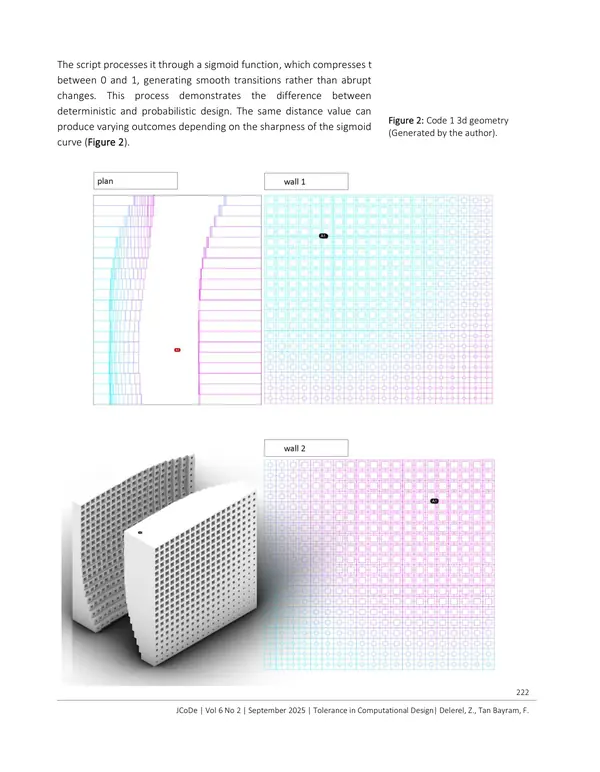 The script processes it through a sigmoid function, which compresses t
between 0 and 1, generating smooth transitions rather than abrupt
changes. This process demonstrates the difference between
deterministic and probabilistic design. The same distance value can
produce varying outcomes depending on the sharpness of the sigmoid
curve (Figure 2).
Figure 2: Code 1 3d geometry
(Generated by the author).
plan
wall 1
wall 2
222
JCoDe | Vol 6 No 2 | September 2025 | Tolerance in Computational Design| Delerel, Z., Tan Bayram, F.